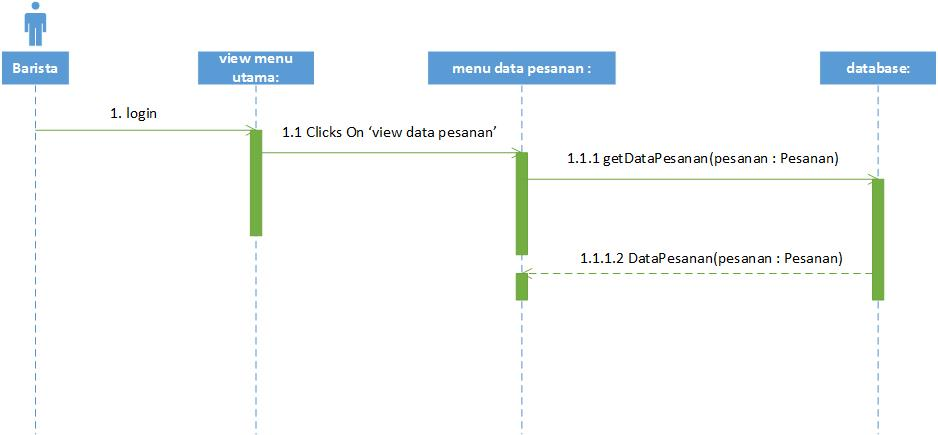 Barista
view menu
utama:
menu data pesanan :
database:
1. login
1.1 Clicks On ‘view data pesanan’
1.1.1 getDataPesanan(pesanan : Pesanan)
1.1.1.2 DataPesanan(pesanan : Pesanan)